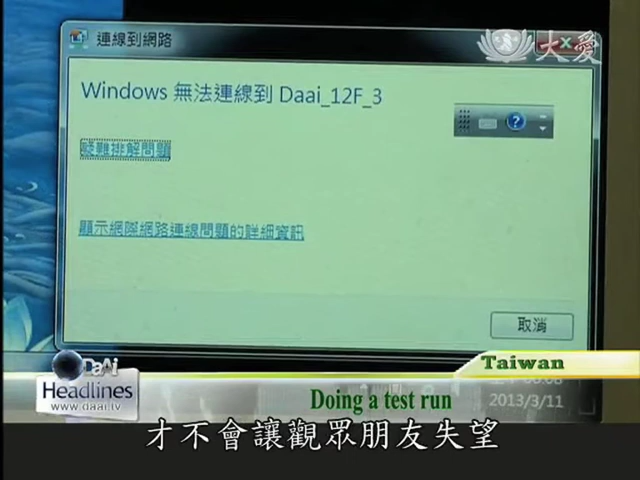 連線到網路
大愛
Windows 無法連線到 Daai_12F_3
疑難排解問題
顯示網際網路連線問題的詳細資訊
取消
Taiwan
DaAi
Headlines
www.daai.tv
Doing a test run
2013/3/11
才不會讓觀眾朋友失望